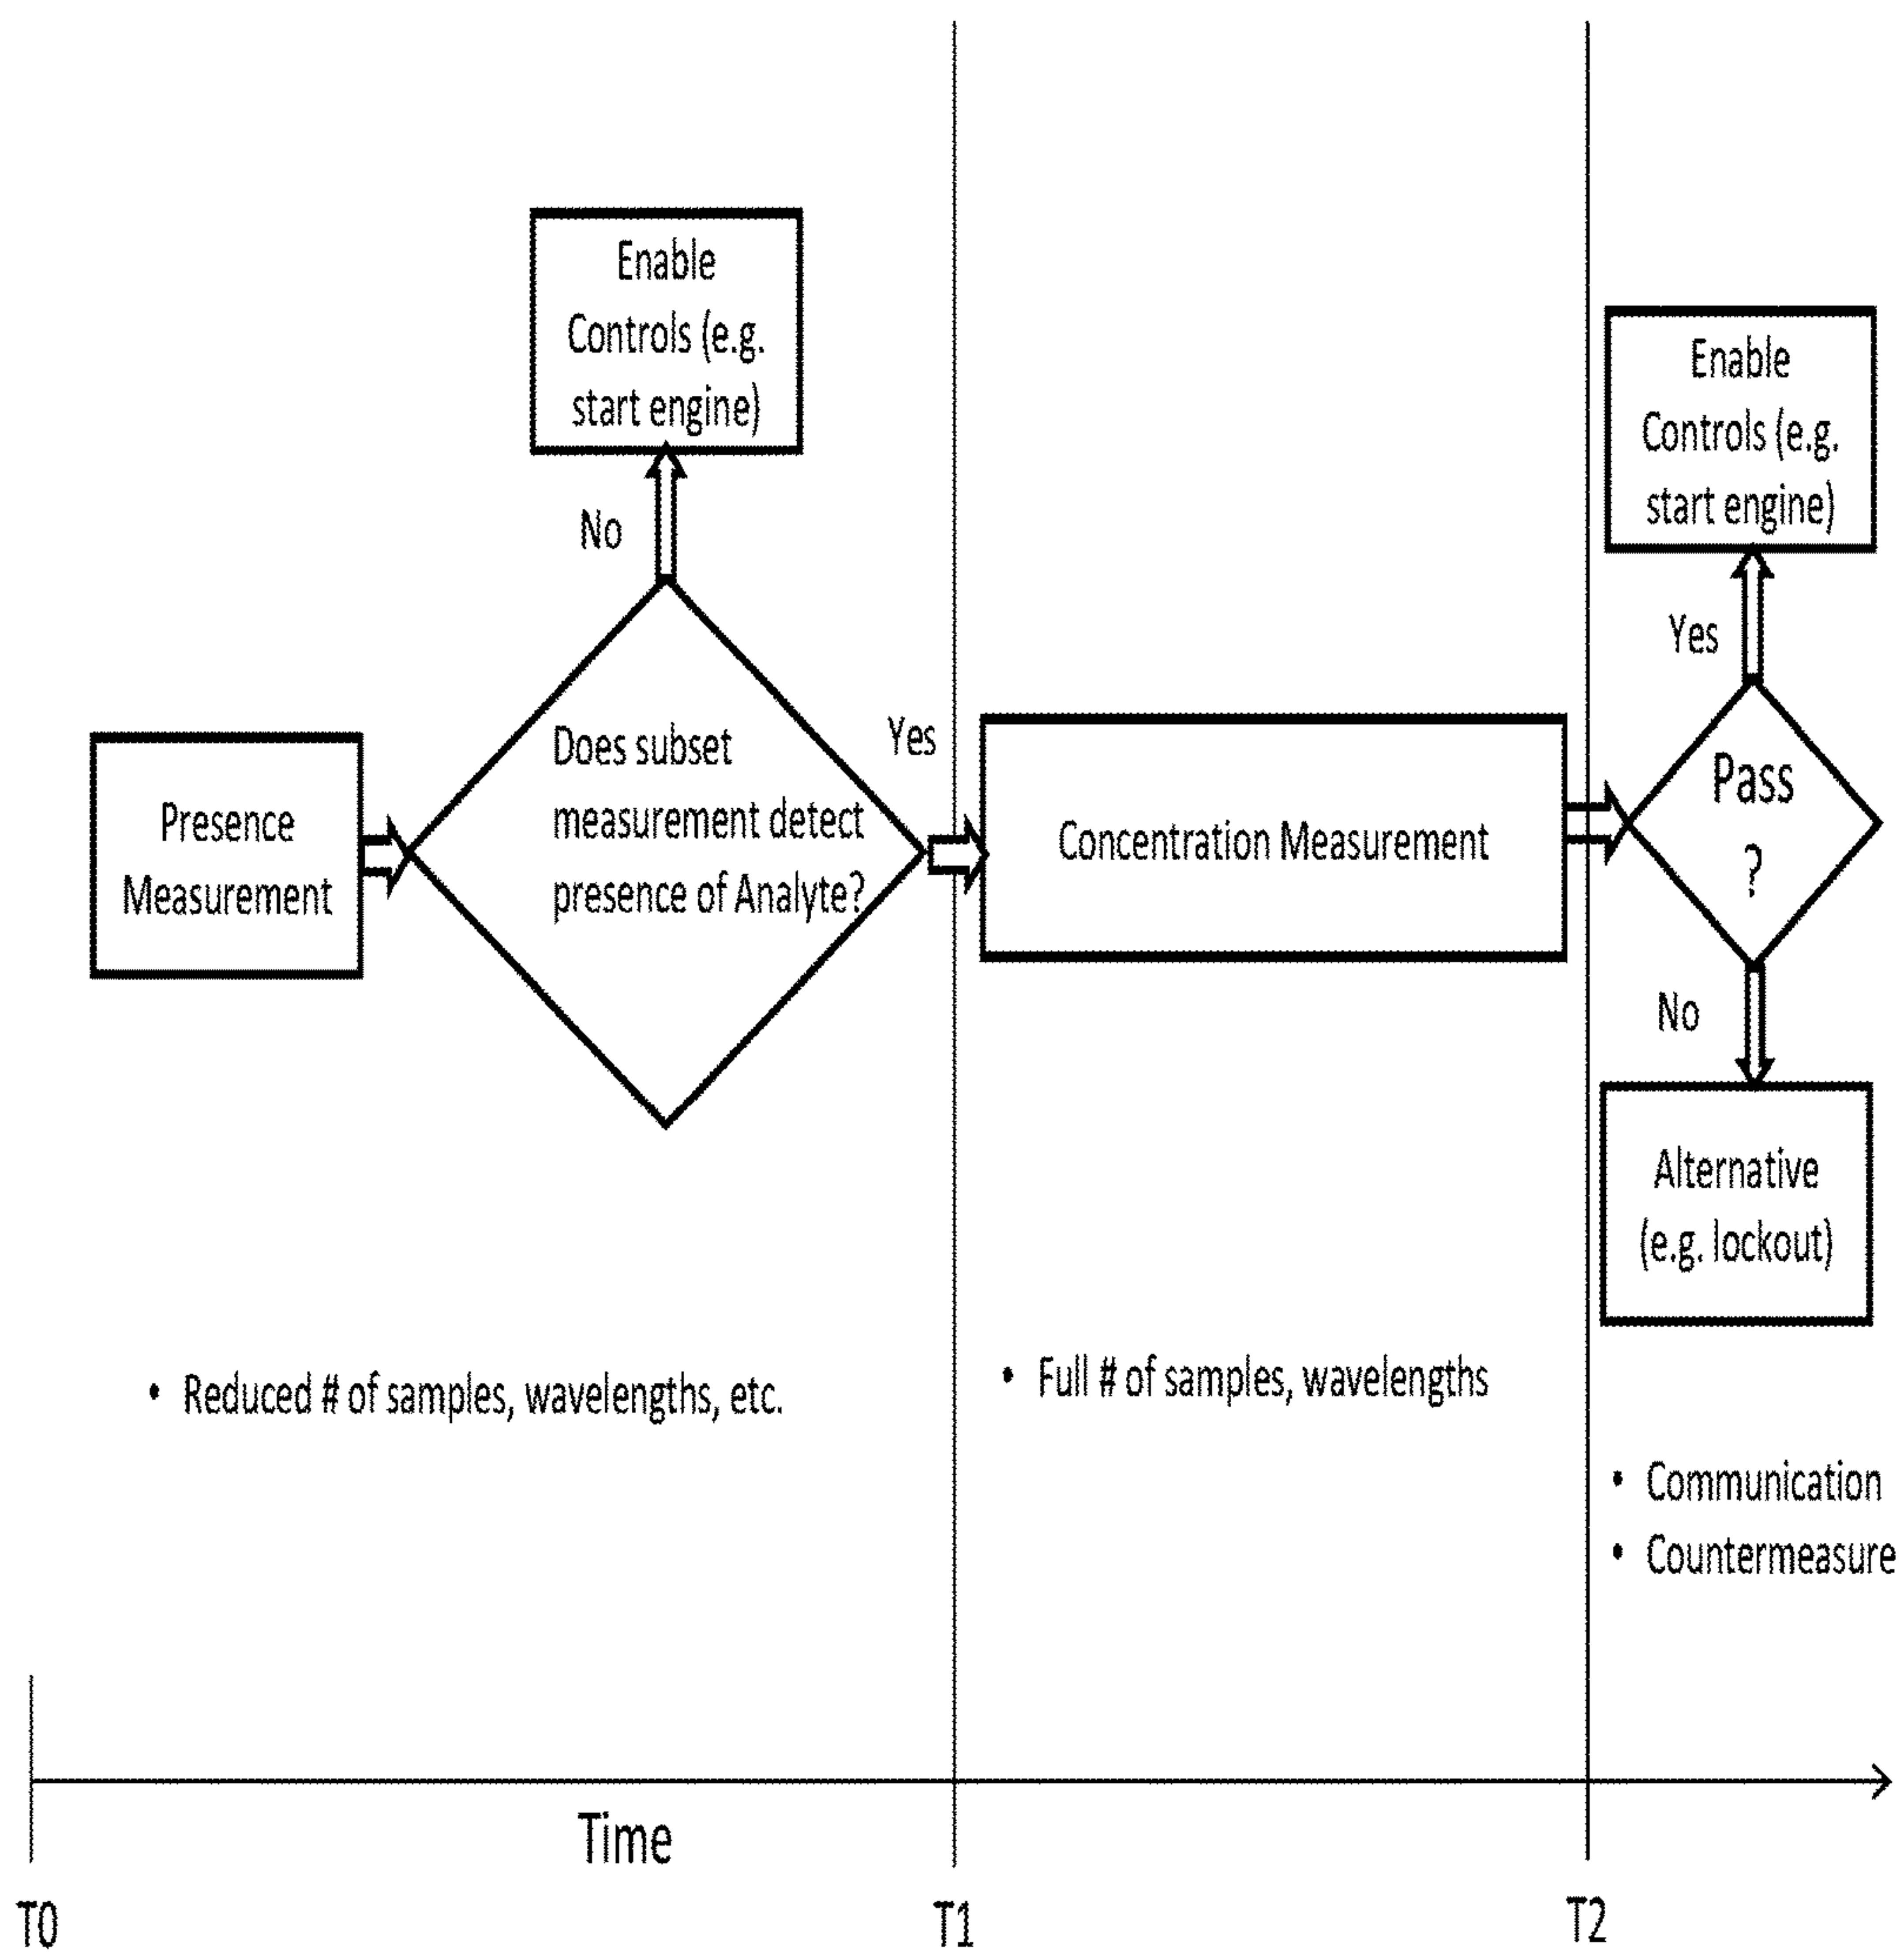 Enable
Controls (e.g.
start engine)
No
Presence
Measurement
Does subset
measurement detect
presence of Analyte?
Yes
Concentration Measurement
Enable
Controls (e.g.
start engine)
Yes
Pass
?
No
Alternative
(e.g. lockout)
• Reduced # of samples, wavelengths, etc.
• Full # of samples, wavelengths
• Communication
• Countermeasure
Time
T0
T1
T2